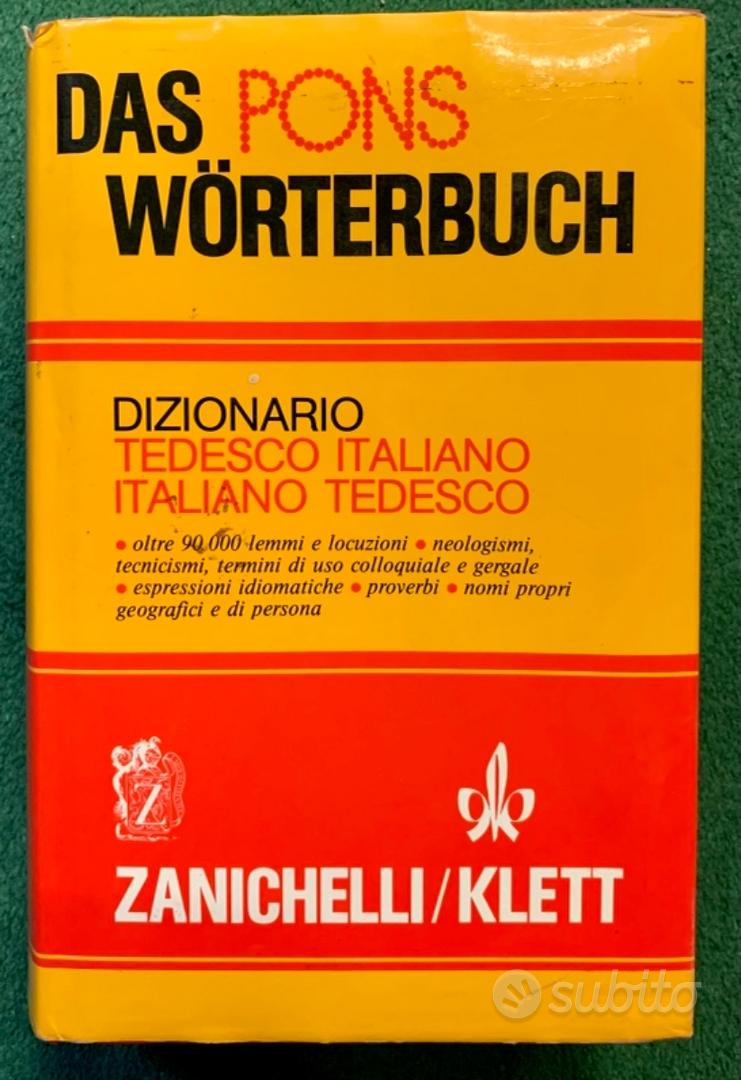 DAS PONS
WÖRTERBUCH
DIZIONARIO
TEDESCO ITALIANO
ITALIANO TEDESCO
• oltre 90.000 lemmi e locuzioni • neologismi,
tecnicismi, termini di uso colloquiale e gergale
• espressioni idiomatiche • proverbi • nomi propri
geografici e di persona
Z
ZANICHELLI/KLETT
subito